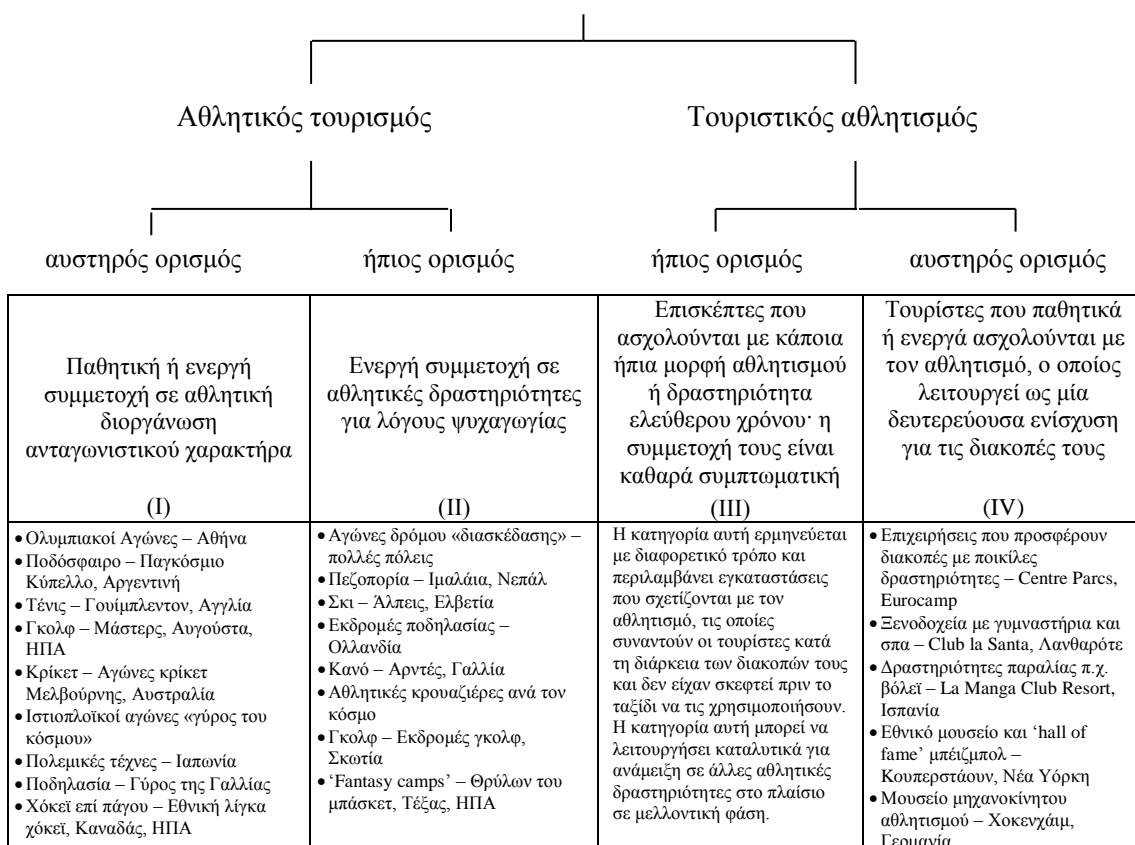 Αθλητικός τουρισμός
Τουριστικός αθλητισμός
αυστηρός ορισμός
ήπιος ορισμός
ήπιος ορισμός
αυστηρός ορισμός
Παθητική ή ενεργή
συμμετοχή σε αθλητική
διοργάνωση
ανταγωνιστικού χαρακτήρα
(I)
Ενεργή συμμετοχή σε
αθλητικές δραστηριότητες
για λόγους ψυχαγωγίας
(II)
Επισκέπτες που
ασχολούνται με κάποια
ήπια μορφή αθλητισμού
ή δραστηριότητα
ελεύθερου χρόνου· η
συμμετοχή τους είναι
καθαρά συμπτωματική
(III)
Τουρίστες που παθητικά
ή ενεργά ασχολούνται με
τον αθλητισμό, ο οποίος
λειτουργεί ως μία
δευτερεύουσα ενίσχυση
για τις διακοπές τους
(IV)
• Ολυμπιακοί Αγώνες – Αθήνα
• Ποδόσφαιρο – Παγκόσμιο
Κύπελλο, Αργεντινή
• Τένις – Γουίμπλεντον, Αγγλία
• Γκολφ – Μάστερς, Αυγούστα,
ΗΠΑ
• Κρίκετ – Αγώνες κρίκετ
Μελβούρνης, Αυστραλία
• Ιστιοπλοϊκοί αγώνες «γύρος του
κόσμου»
• Πολεμικές τέχνες – Ιαπωνία
• Ποδηλασία – Γύρος της Γαλλίας
• Χόκεϊ επί πάγου – Εθνική λίγκα
χόκεϊ, Καναδάς, ΗΠΑ
• Αγώνες δρόμου «διασκέδασης» –
πολλές πόλεις
• Πεζοπορία – Ιμαλάια, Νεπάλ
• Σκι – Άλπεις, Ελβετία
• Εκδρομές ποδηλασίας –
Ολλανδία
• Κανό – Αρντές, Γαλλία
• Αθλητικές κρουαζιέρες ανά τον
κόσμο
• Γκολφ – Εκδρομές γκολφ,
Σκοτία
• ‘Fantasy camps’ – Θρύλων του
μπάσκετ, Τέξας, ΗΠΑ
Η κατηγορία αυτή ερμηνεύεται
με διαφορετικό τρόπο και
περιλαμβάνει εγκαταστάσεις
που σχετίζονται με τον
αθλητισμό, τις οποίες
συναντούν οι τουρίστες κατά
τη διάρκεια των διακοπών τους
και δεν είχαν σκεφτεί πριν το
ταξίδι να τις χρησιμοποιήσουν.
Η κατηγορία αυτή μπορεί να
λειτουργήσει καταλυτικά για
ανάμειξη σε άλλες αθλητικές
δραστηριότητες στο πλαίσιο
σε μελλοντική φάση.
• Επιχειρήσεις που προσφέρουν
διακοπές με ποικίλες
δραστηριότητες – Centre Parcs,
Eurocamp
• Ξενοδοχεία με γυμναστήρια και
σπα – Club la Santa, Λανθαρότε
• Δραστηριότητες παραλίας π.χ.
βόλεϊ – La Manga Club Resort,
Ισπανία
• Εθνικό μουσείο και ‘hall of
fame’ μπέιζμπολ –
Κουπερστάουν, Νέα Υόρκη
• Μουσείο μηχανοκίνητου
αθλητισμού – Χοκενχάιμ,
Γερμανία